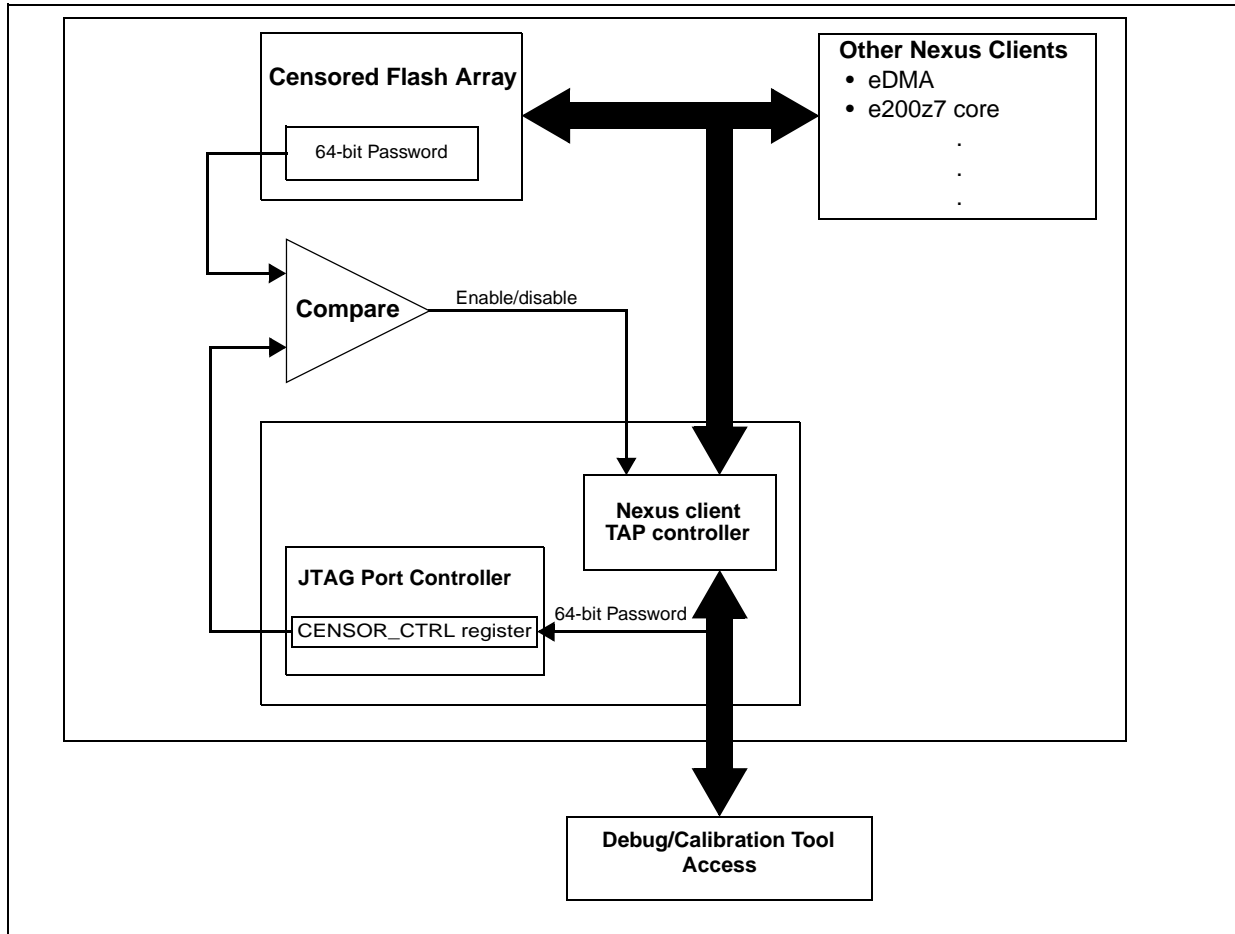 Censored Flash Array
64-bit Password
Other Nexus Clients
• eDMA
• e200z7 core
.
.
.
Compare
Enable/disable
Nexus client
TAP controller
JTAG Port Controller
CENSOR_CTRL register
64-bit Password
Debug/Calibration Tool
Access